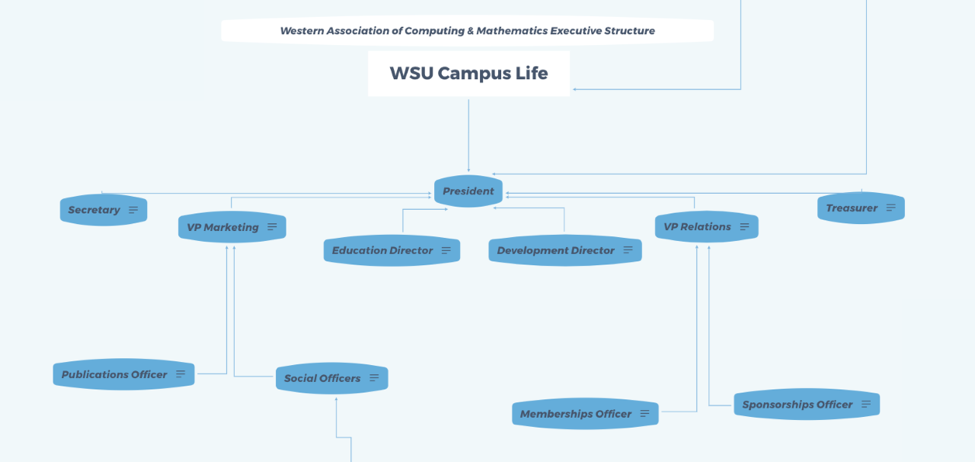 Western Association of Computing & Mathematics Executive Structure
WSU Campus Life
President
Secretary
Treasurer
VP Marketing
VP Relations
Education Director
Development Director
Publications Officer
Social Officers
Memberships Officer
Sponsorships Officer